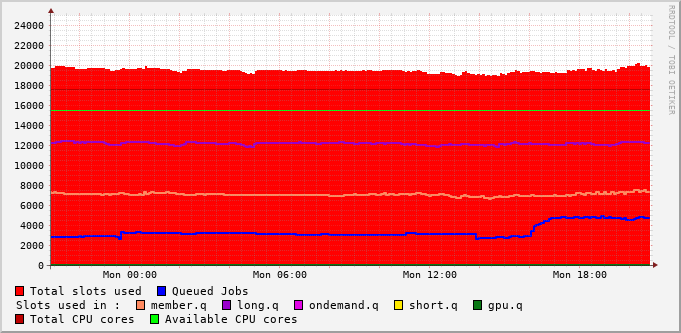 RRDTOOL / TOBI OETIKER
24000
22000
20000
18000
16000
14000
12000
10000
8000
6000
4000
2000
0
Mon 00:00 Mon 06:00 Mon 12:00 Mon 18:00
Total slots used Queued Jobs
Slots used in : member.q long.q ondemand.q short.q gpu.q
Total CPU cores Available CPU cores